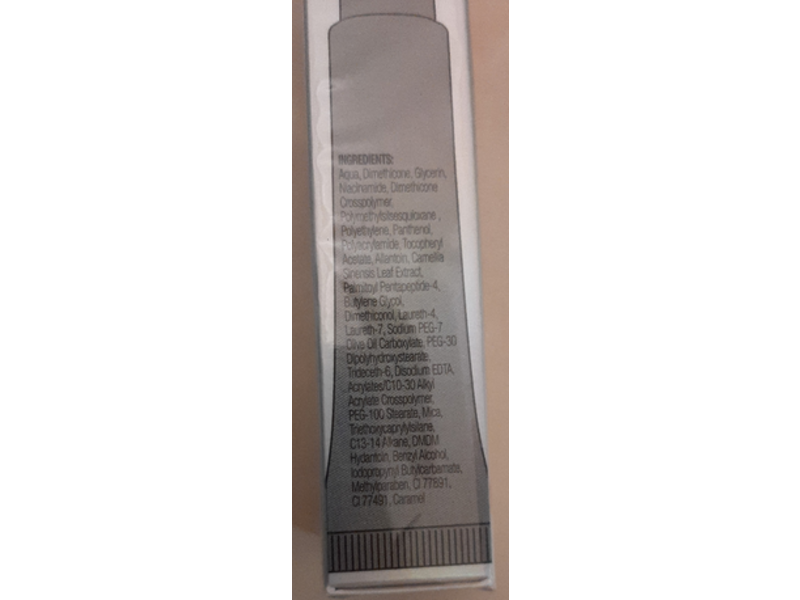 INGREDIENTS:
Aqua, Dimethicone, Glycerin,
Niacinamide, Dimethicone
Crosspolymer,
Polymethylsilsesquioxane,
Polyethylene, Panthenol,
Polyacrylamide, Tocopheryl
Acetate, Allantoin, Camellia
Sinensis Leaf Extract,
Palmitoyl Pentapeptide-4,
Butylene Glycol,
Dimethiconol, Laureth-4,
Laureth-7, Sodium PEG-7
Olive Oil Carboxylate, PEG-30
Dipolyhydroxystearate,
Trideceth-6, Disodium EDTA,
Acrylates/C10-30 Alkyl
Acrylate Crosspolymer,
PEG-100 Stearate, Mica,
Triethoxycaprylylsilane,
C13-14 Alkane, DMDM
Hydantoin, Benzyl Alcohol,
Iodopropynyl Butylcarbamate,
Methylparaben, CI 77891,
CI 77491, Caramel